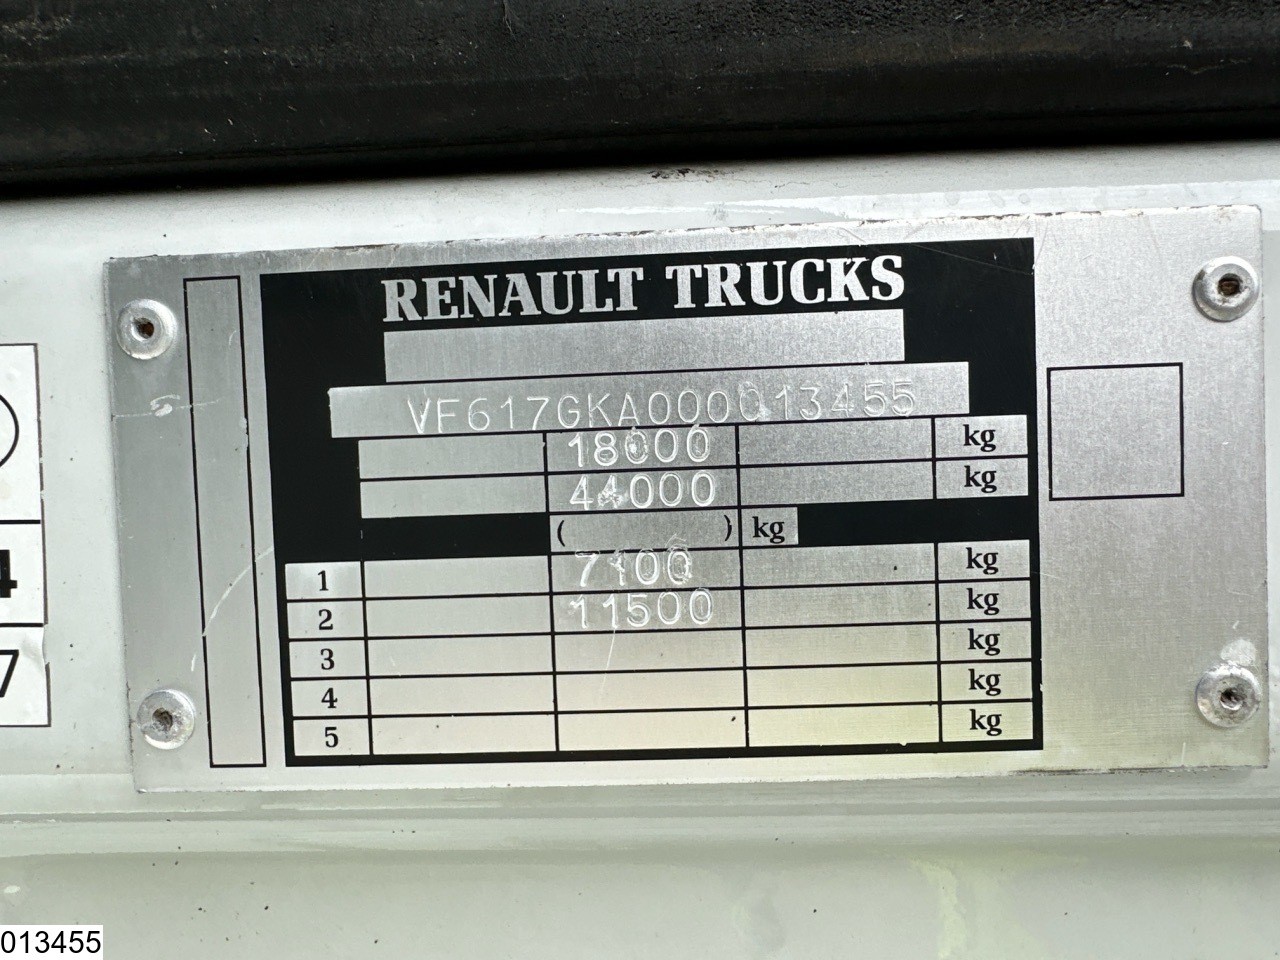 RENAULT TRUCKS
VF617GKA000013455
18000 kg
44000 kg
( ) kg
1 7100 kg
2 11500 kg
3 kg
4 kg
5 kg
4
7
013455